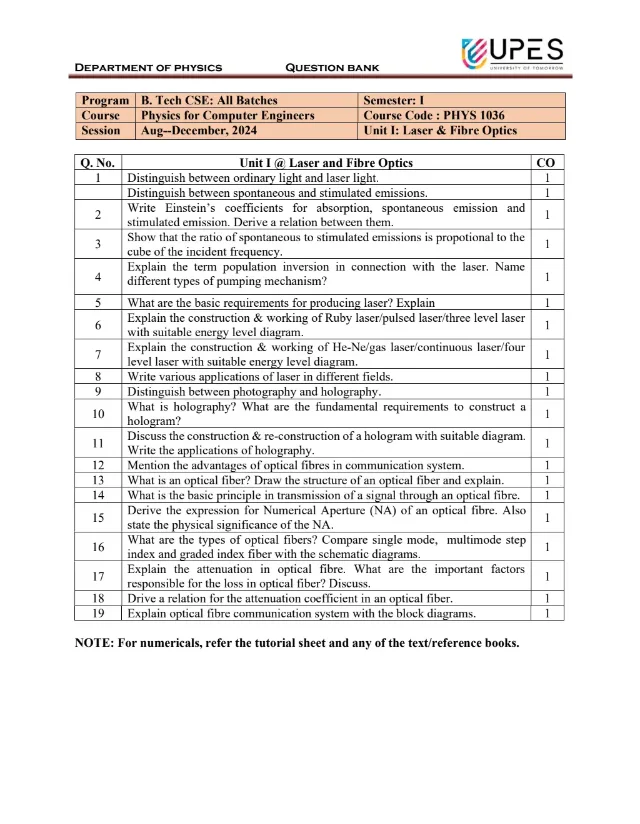 UPES
UNIVERSITY OF TOMORROW
DEPARTMENT OF PHYSICS QUESTION BANK
Program B. Tech CSE: All Batches Semester: I
Course Physics for Computer Engineers Course Code : PHYS 1036
Session Aug--December, 2024 Unit I: Laser & Fibre Optics
Q. No. Unit I @ Laser and Fibre Optics CO
1 Distinguish between ordinary light and laser light. 1
Distinguish between spontaneous and stimulated emissions. 1
2 Write Einstein's coefficients for absorption, spontaneous emission and
stimulated emission. Derive a relation between them. 1
3 Show that the ratio of spontaneous to stimulated emissions is propotional to the
cube of the incident frequency. 1
4 Explain the term population inversion in connection with the laser. Name
different types of pumping mechanism? 1
5 What are the basic requirements for producing laser? Explain 1
6 Explain the construction & working of Ruby laser/pulsed laser/three level laser
with suitable energy level diagram. 1
7 Explain the construction & working of He-Ne/gas laser/continuous laser/four
level laser with suitable energy level diagram. 1
8 Write various applications of laser in different fields. 1
9 Distinguish between photography and holography. 1
10 What is holography? What are the fundamental requirements to construct a
hologram? 1
11 Discuss the construction & re-construction of a hologram with suitable diagram.
Write the applications of holography. 1
12 Mention the advantages of optical fibres in communication system. 1
13 What is an optical fiber? Draw the structure of an optical fiber and explain. 1
14 What is the basic principle in transmission of a signal through an optical fibre. 1
15 Derive the expression for Numerical Aperture (NA) of an optical fibre. Also
state the physical significance of the NA. 1
16 What are the types of optical fibers? Compare single mode, multimode step
index and graded index fiber with the schematic diagrams. 1
17 Explain the attenuation in optical fibre. What are the important factors
responsible for the loss in optical fiber? Discuss. 1
18 Drive a relation for the attenuation coefficient in an optical fiber. 1
19 Explain optical fibre communication system with the block diagrams. 1
NOTE: For numericals, refer the tutorial sheet and any of the text/reference books.